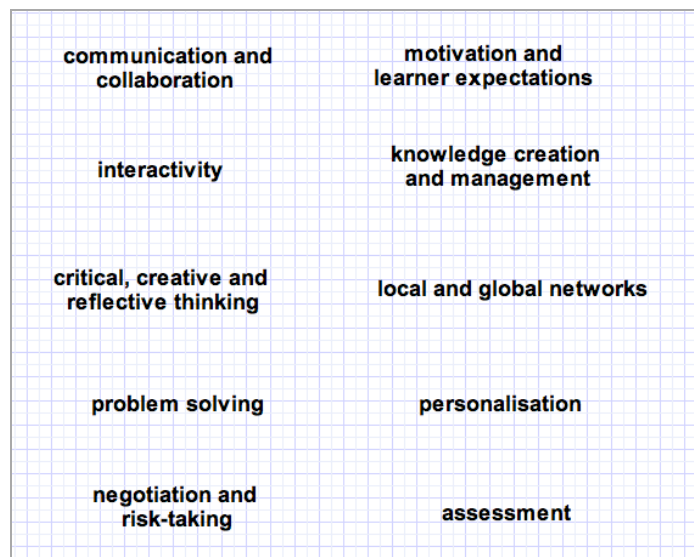 communication and
collaboration
motivation and
learner expectations
interactivity
knowledge creation
and management
critical, creative and
reflective thinking
local and global networks
problem solving
personalisation
negotiation and
risk-taking
assessment